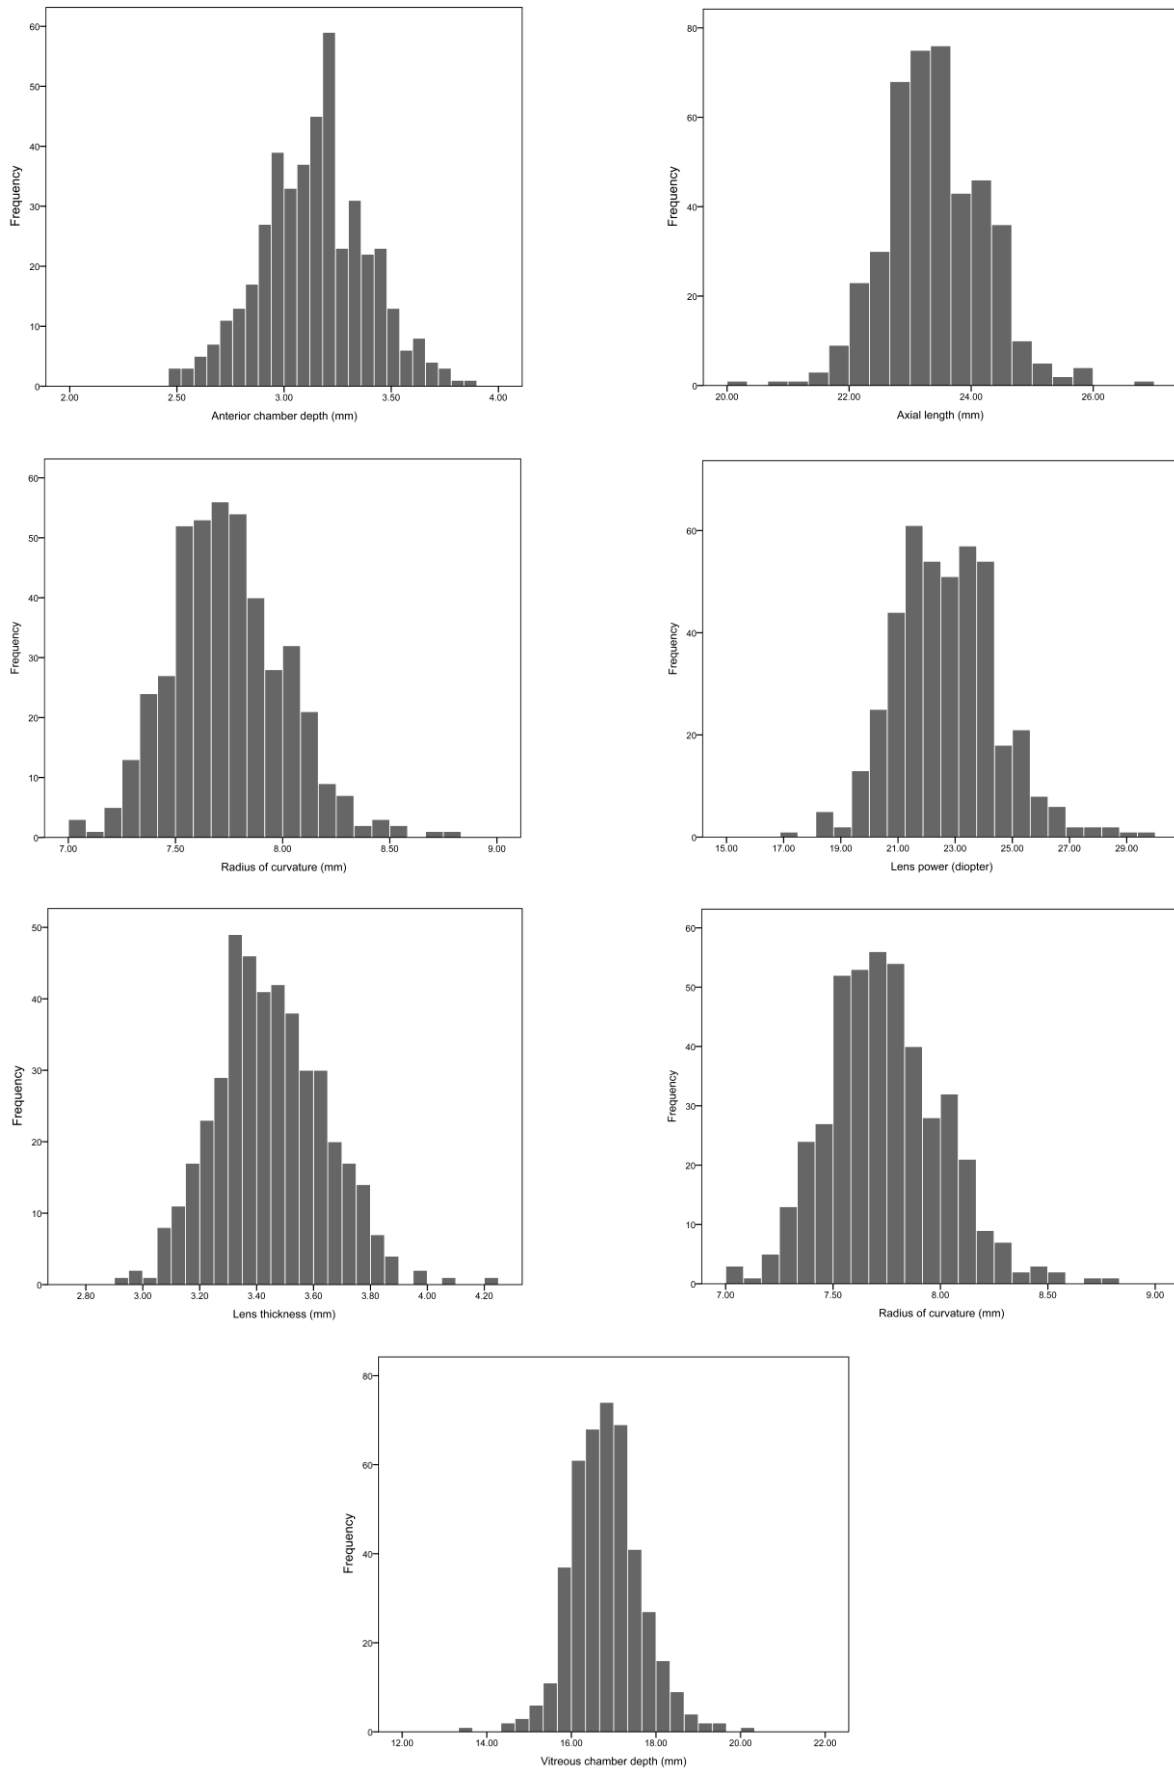 60
50
40
30
20
10
0
Frequency
2.00 2.50 3.00 3.50 4.00
Anterior chamber depth (mm)
80
60
40
20
0
Frequency
20.00 22.00 24.00 26.00
Axial length (mm)
60
50
40
30
20
10
0
Frequency
7.00 7.50 8.00 8.50 9.00
Radius of curvature (mm)
60
40
20
0
Frequency
15.00 17.00 19.00 21.00 23.00 25.00 27.00 29.00
Lens power (diopter)
50
40
30
20
10
0
Frequency
2.80 3.00 3.20 3.40 3.60 3.80 4.00 4.20
Lens thickness (mm)
60
50
40
30
20
10
0
Frequency
7.00 7.50 8.00 8.50 9.00
Radius of curvature (mm)
80
60
40
20
0
Frequency
12.00 14.00 16.00 18.00 20.00 22.00
Vitreous chamber depth (mm)